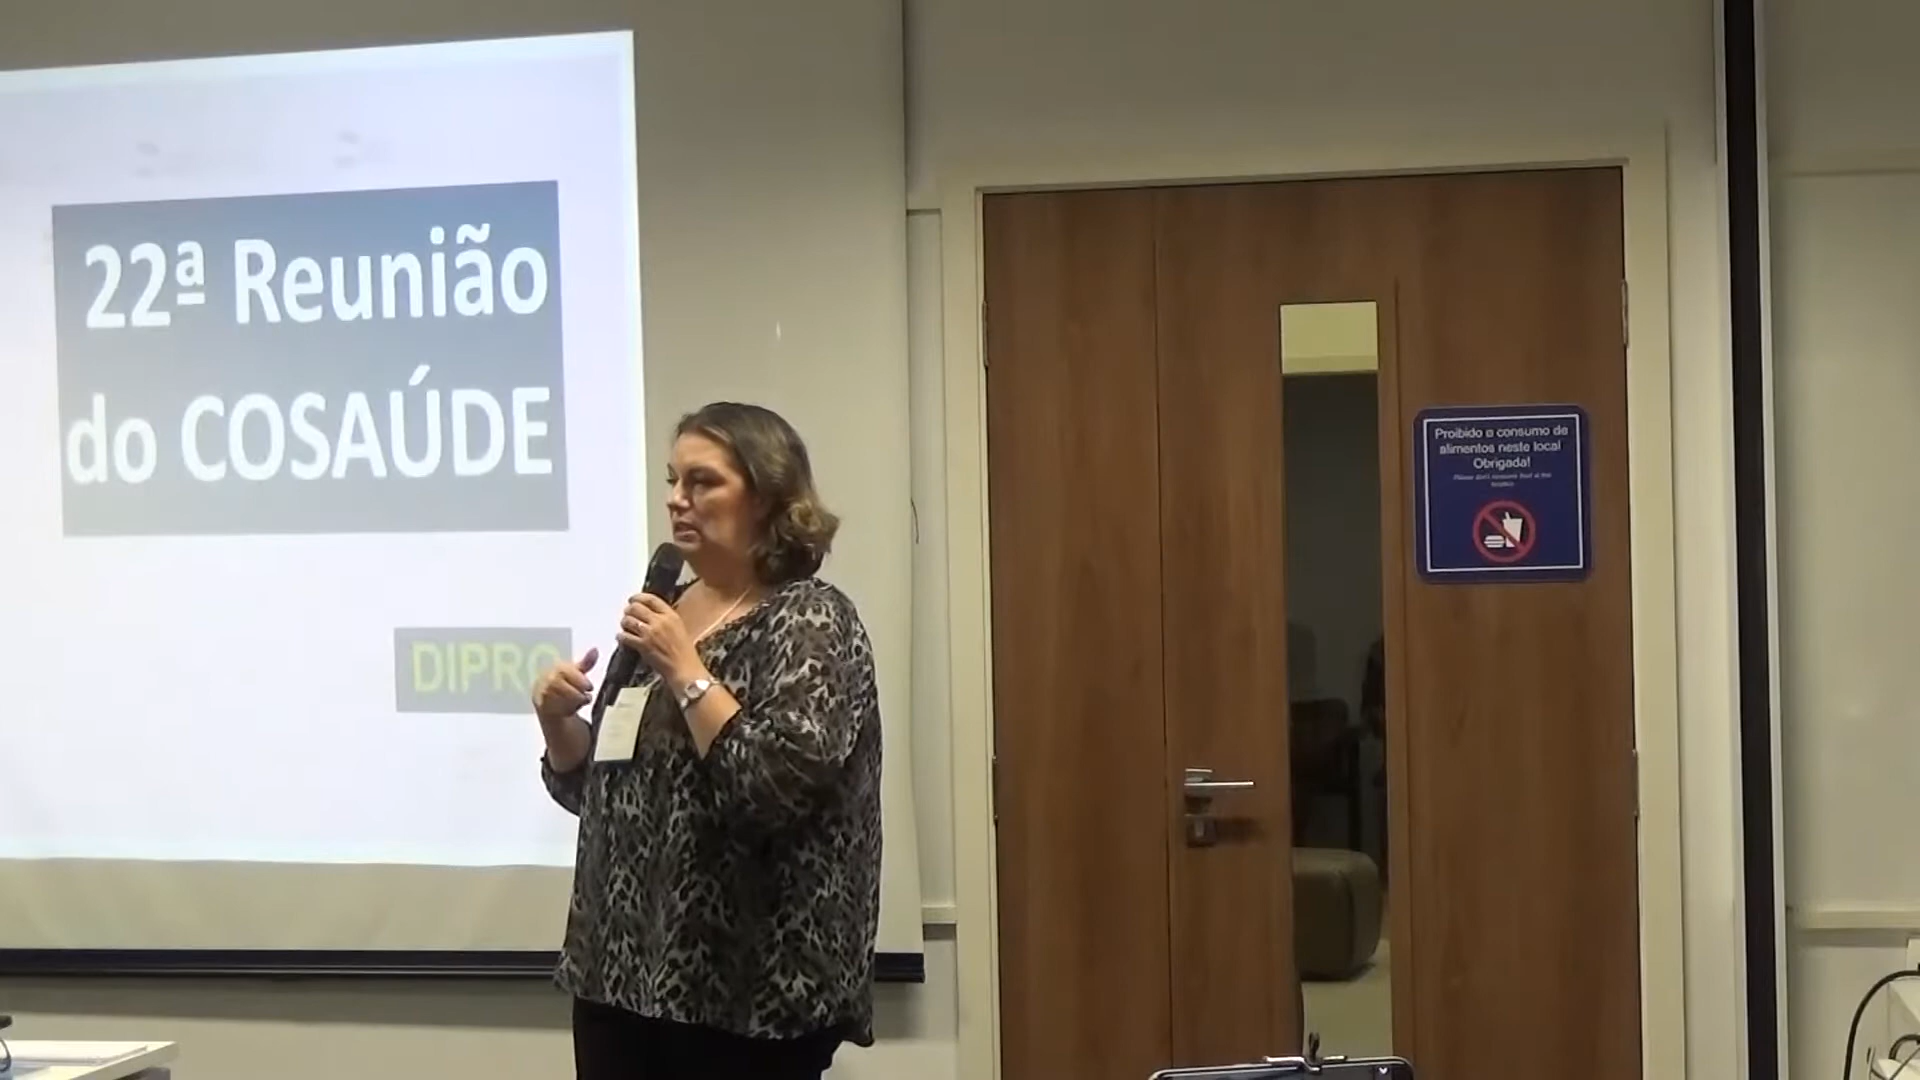 22ª Reunião
do COSAÚDE
DIPRO
Proibido o consumo de
alimentos neste local
Obrigada!